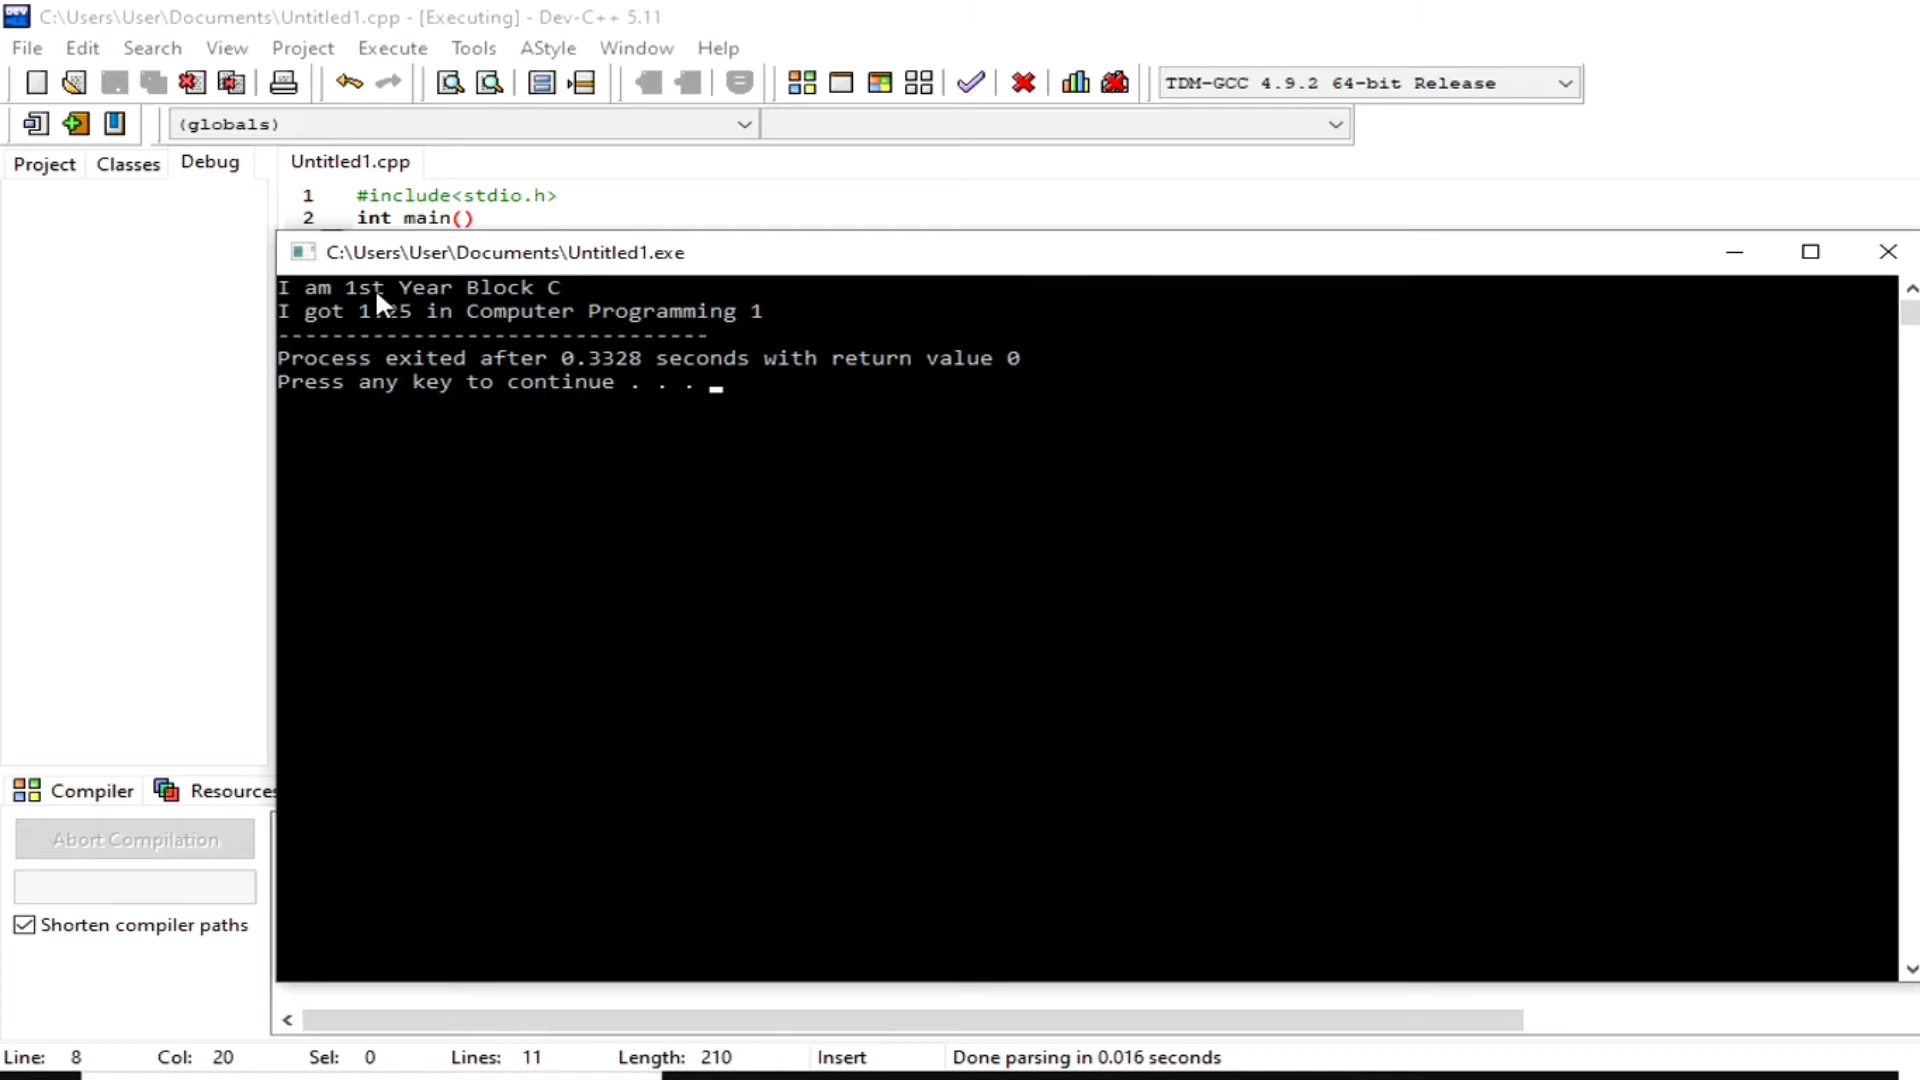 C:\Users\User\Documents\Untitled1.cpp - [Executing] - Dev-C++ 5.11
File Edit Search View Project Execute Tools AStyle Window Help
TDM-GCC 4.9.2 64-bit Release
(globals)
Project Classes Debug Untitled1.cpp
1 #include<stdio.h>
2 int main()
C:\Users\User\Documents\Untitled1.exe
I am 1st Year Block C
I got 1.25 in Computer Programming 1
--------------------------------
Process exited after 0.3328 seconds with return value 0
Press any key to continue . . .
Compiler Resources
Abort Compilation
Shorten compiler paths
Line: 8 Col: 20 Sel: 0 Lines: 11 Length: 210 Insert Done parsing in 0.016 seconds